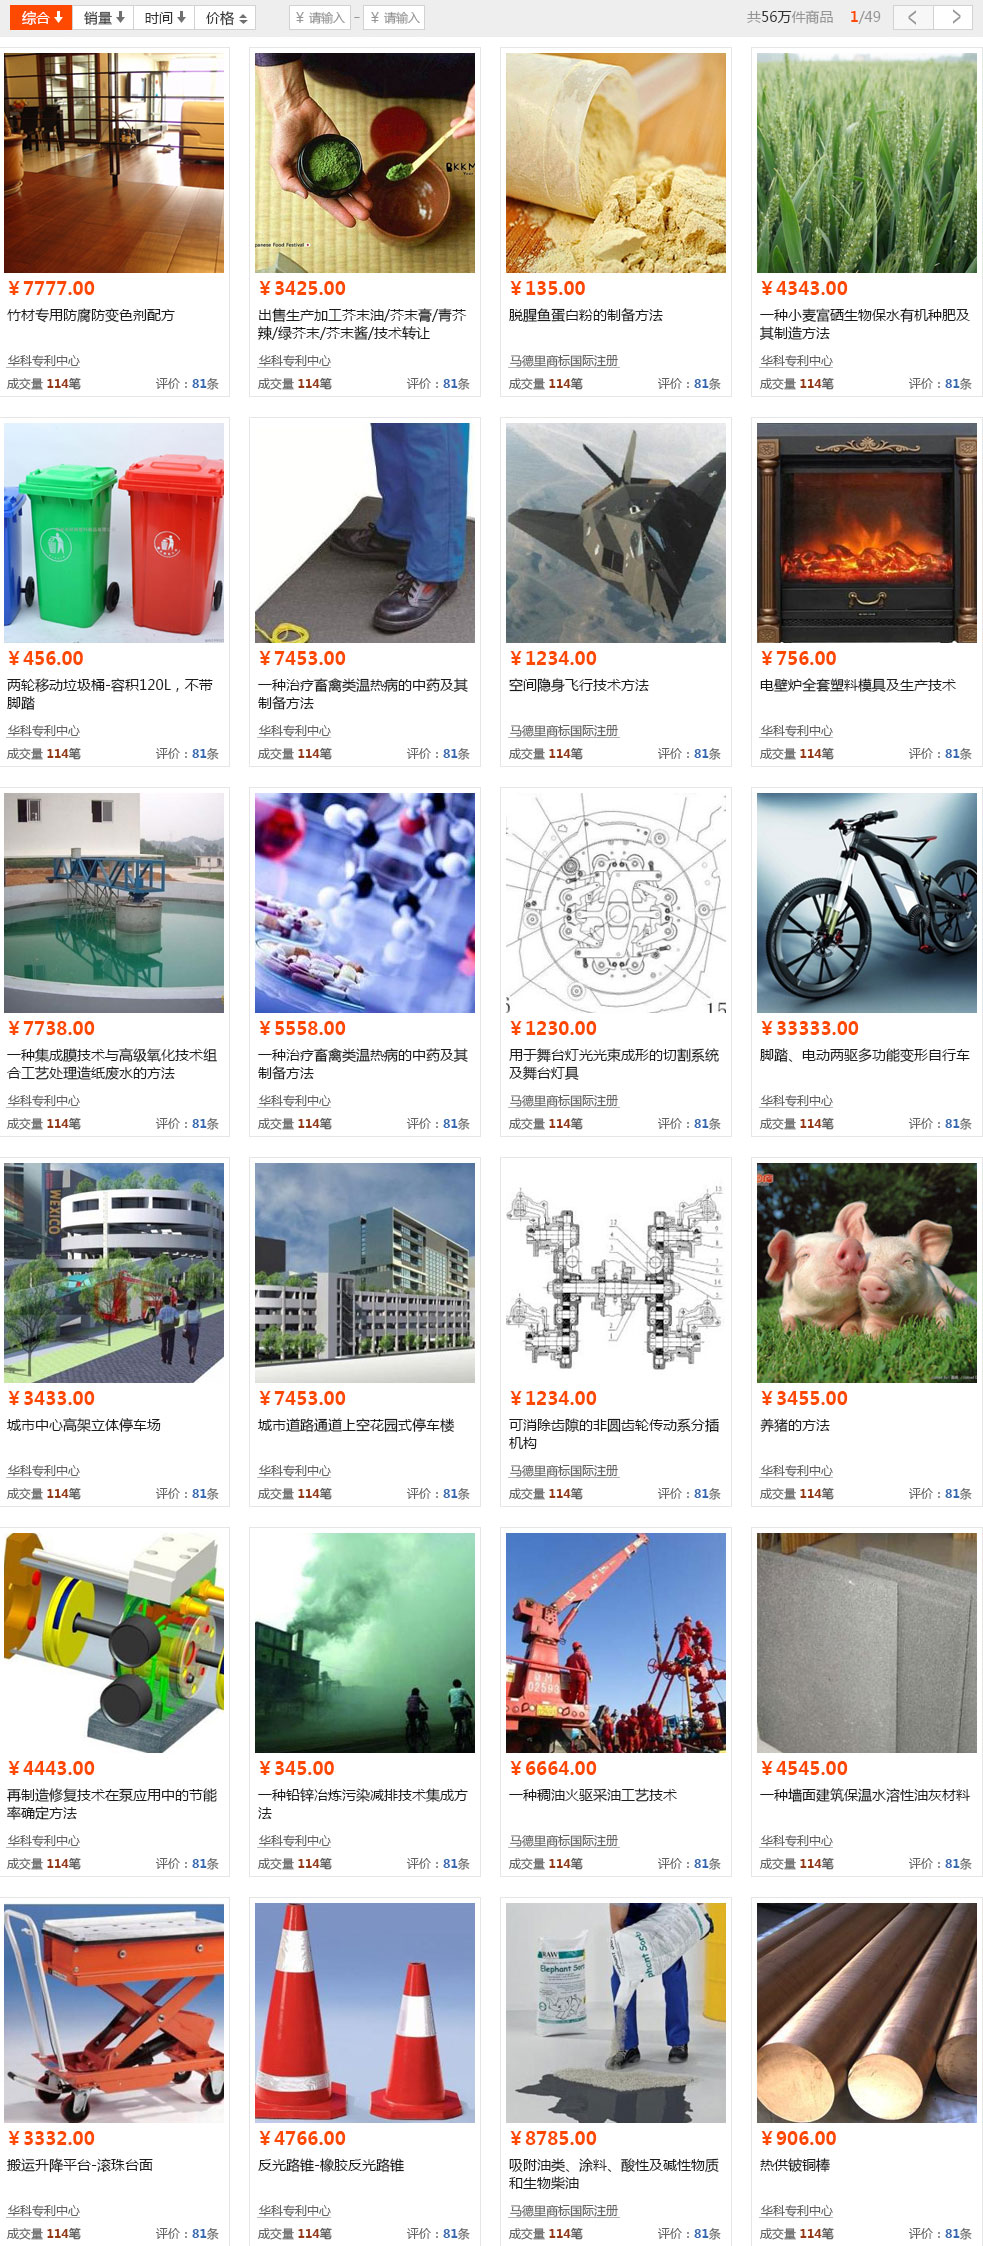 综合 销量 时间 价格 ￥ 请输入 - ￥ 请输入 共56万件商品 1/49
KKM
panese Food Festival
￥7777.00
竹材专用防腐防变色剂配方
华科专利中心
成交量 114笔 评价：81条
￥3425.00
出售生产加工芥末油/芥末膏/青芥
辣/绿芥末/芥末酱/技术转让
华科专利中心
成交量 114笔 评价：81条
￥135.00
脱腥鱼蛋白粉的制备方法
马德里商标国际注册
成交量 114笔 评价：81条
￥4343.00
一种小麦富硒生物保水有机种肥及
其制造方法
华科专利中心
成交量 114笔 评价：81条
￥456.00
两轮移动垃圾桶-容积120L，不带
脚踏
华科专利中心
成交量 114笔 评价：81条
￥7453.00
一种治疗畜禽类温热病的中药及其
制备方法
华科专利中心
成交量 114笔 评价：81条
￥1234.00
空间隐身飞行技术方法
马德里商标国际注册
成交量 114笔 评价：81条
￥756.00
电壁炉全套塑料模具及生产技术
华科专利中心
成交量 114笔 评价：81条
￥7738.00
一种集成膜技术与高级氧化技术组
合工艺处理造纸废水的方法
华科专利中心
成交量 114笔 评价：81条
￥5558.00
一种治疗畜禽类温热病的中药及其
制备方法
华科专利中心
成交量 114笔 评价：81条
15
￥1230.00
用于舞台灯光光束成形的切割系统
及舞台灯具
马德里商标国际注册
成交量 114笔 评价：81条
￥33333.00
脚踏、电动两驱多功能变形自行车
华科专利中心
成交量 114笔 评价：81条
WEXICO
￥3433.00
城市中心高架立体停车场
华科专利中心
成交量 114笔 评价：81条
￥7453.00
城市道路通道上空花园式停车楼
华科专利中心
成交量 114笔 评价：81条
￥1234.00
可消除齿隙的非圆齿轮传动系分插
机构
马德里商标国际注册
成交量 114笔 评价：81条
￥3455.00
养猪的方法
华科专利中心
成交量 114笔 评价：81条
￥4443.00
再制造修复技术在泵应用中的节能
率确定方法
华科专利中心
成交量 114笔 评价：81条
￥345.00
一种铅锌冶炼污染减排技术集成方
法
华科专利中心
成交量 114笔 评价：81条
02593
￥6664.00
一种稠油火驱采油工艺技术
马德里商标国际注册
成交量 114笔 评价：81条
￥4545.00
一种墙面建筑保温水溶性油灰材料
华科专利中心
成交量 114笔 评价：81条
￥3332.00
搬运升降平台-滚珠台面
华科专利中心
成交量 114笔 评价：81条
￥4766.00
反光路锥-橡胶反光路锥
华科专利中心
成交量 114笔 评价：81条
RAW
Elephant Sorb
phant Sorb
￥8785.00
吸附油类、涂料、酸性及碱性物质
和生物柴油
马德里商标国际注册
成交量 114笔 评价：81条
￥906.00
热供铍铜棒
华科专利中心
成交量 114笔 评价：81条